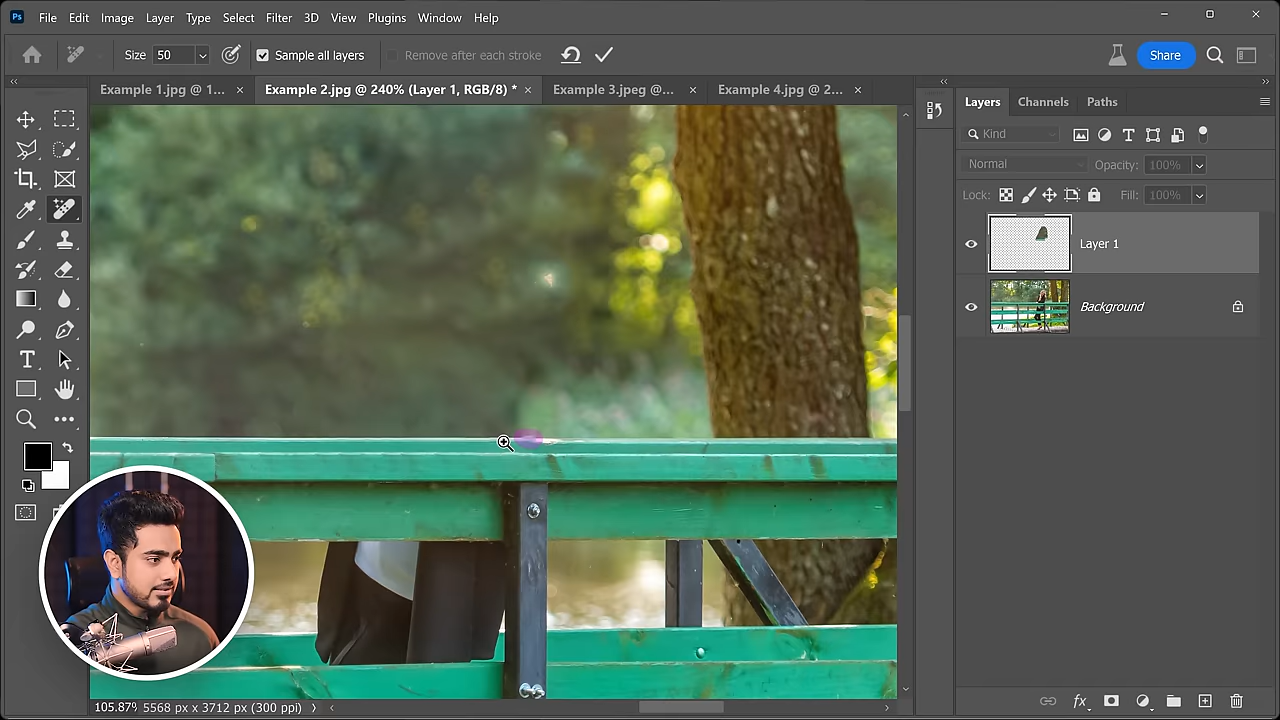 Ps File Edit Image Layer Type Select Filter 3D View Plugins Window Help
Size 50 Sample all layers Remove after each stroke Share
Example 1.jpg @ 1... × Example 2.jpg @ 240% (Layer 1, RGB/8) * × Example 3.jpeg @... × Example 4.jpg @ 2... ×
Layers Channels Paths
Kind
Normal Opacity: 100%
Lock: Fill: 100%
Layer 1
Background
105.87% 5568 px x 3712 px (300 ppi)
fx